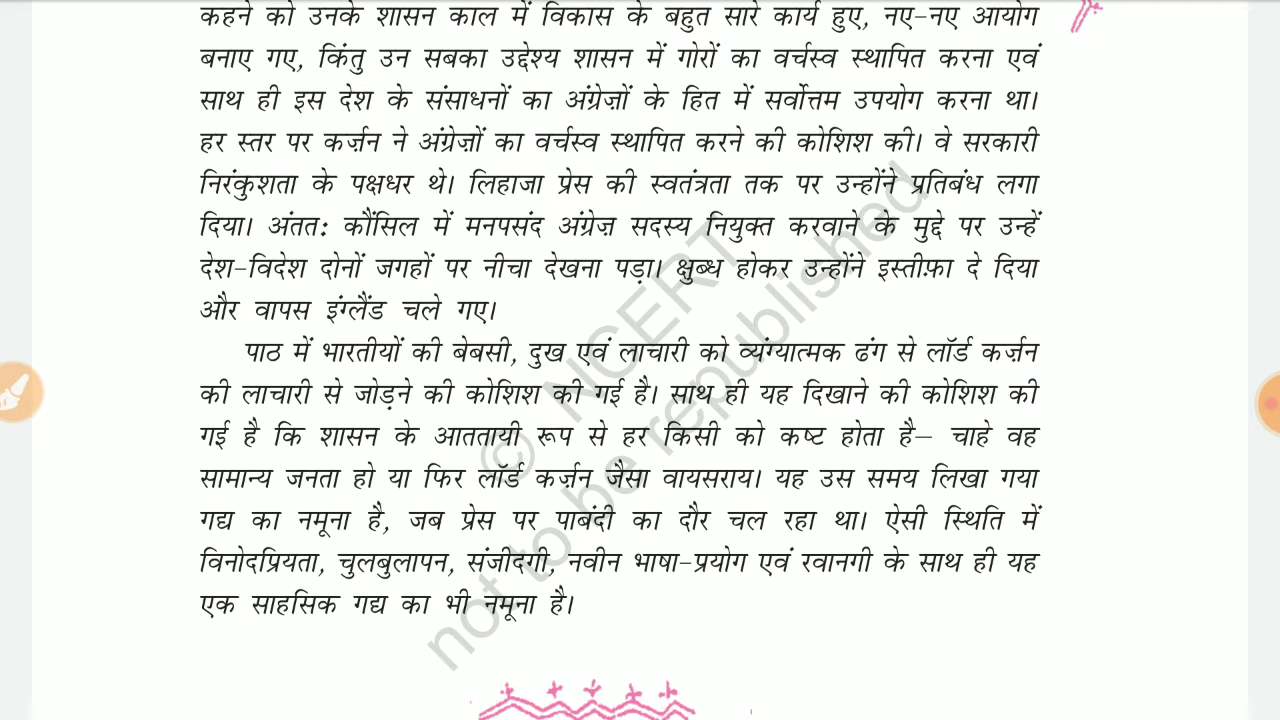 कहने को उनके शासन काल में विकास के बहुत सारे कार्य हुए, नए-नए आयोग
बनाए गए, किंतु उन सबका उद्देश्य शासन में गोरों का वर्चस्व स्थापित करना एवं
साथ ही इस देश के संसाधनों का अंग्रेज़ों के हित में सर्वोत्तम उपयोग करना था।
हर स्तर पर कर्ज़न ने अंग्रेज़ों का वर्चस्व स्थापित करने की कोशिश की। वे सरकारी
निरंकुशता के पक्षधर थे। लिहाजा प्रेस की स्वतंत्रता तक पर उन्होंने प्रतिबंध लगा
दिया। अंततः कौंसिल में मनपसंद अंग्रेज़ सदस्य नियुक्त करवाने के मुद्दे पर उन्हें
देश-विदेश दोनों जगहों पर नीचा देखना पड़ा। क्षुब्ध होकर उन्होंने इस्तीफ़ा दे दिया
और वापस इंग्लैंड चले गए।
पाठ में भारतीयों की बेबसी, दुख एवं लाचारी को व्यंग्यात्मक ढंग से लॉर्ड कर्ज़न
की लाचारी से जोड़ने की कोशिश की गई है। साथ ही यह दिखाने की कोशिश की
गई है कि शासन के आततायी रूप से हर किसी को कष्ट होता है– चाहे वह
सामान्य जनता हो या फिर लॉर्ड कर्ज़न जैसा वायसराय। यह उस समय लिखा गया
गद्य का नमूना है, जब प्रेस पर पाबंदी का दौर चल रहा था। ऐसी स्थिति में
विनोदप्रियता, चुलबुलापन, संजीदगी, नवीन भाषा-प्रयोग एवं रवानगी के साथ ही यह
एक साहसिक गद्य का भी नमूना है।
© NCERT
not to be republished